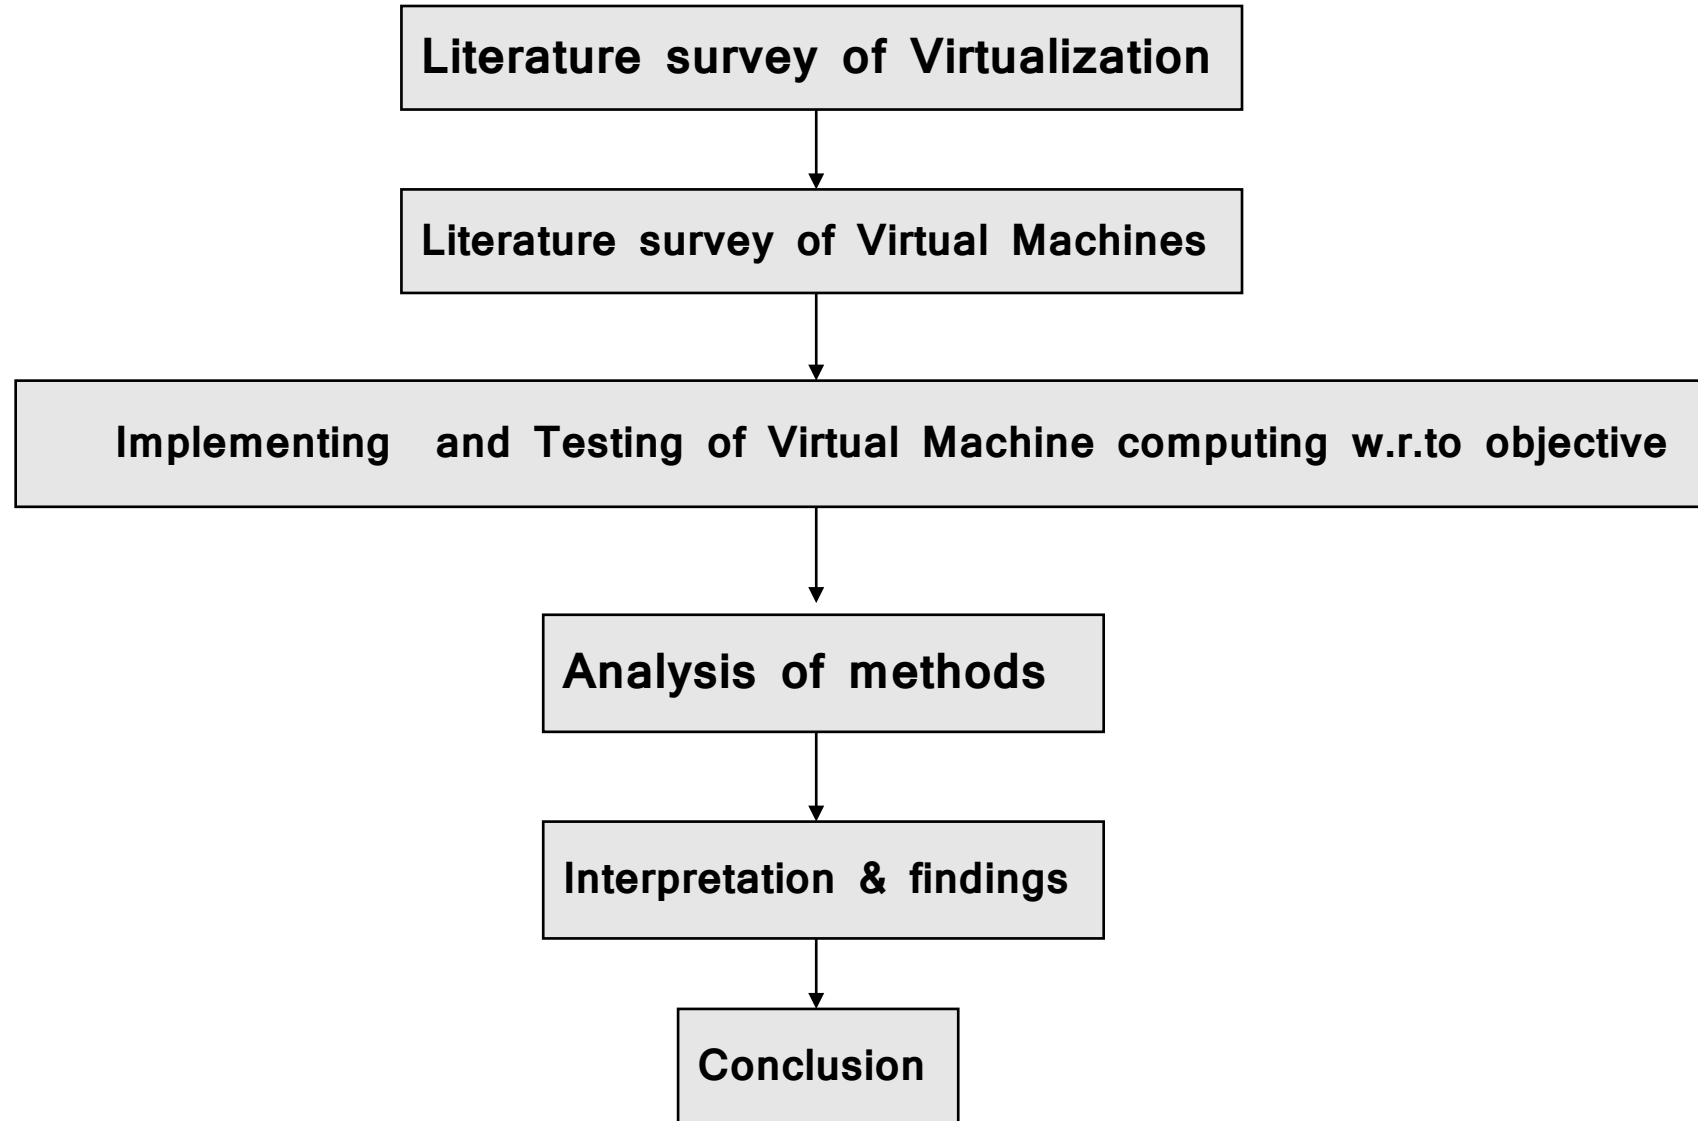 Literature survey of Virtualization
Literature survey of Virtual Machines
Implementing and Testing of Virtual Machine computing w.r.to objective
Analysis of methods
Interpretation & findings
Conclusion